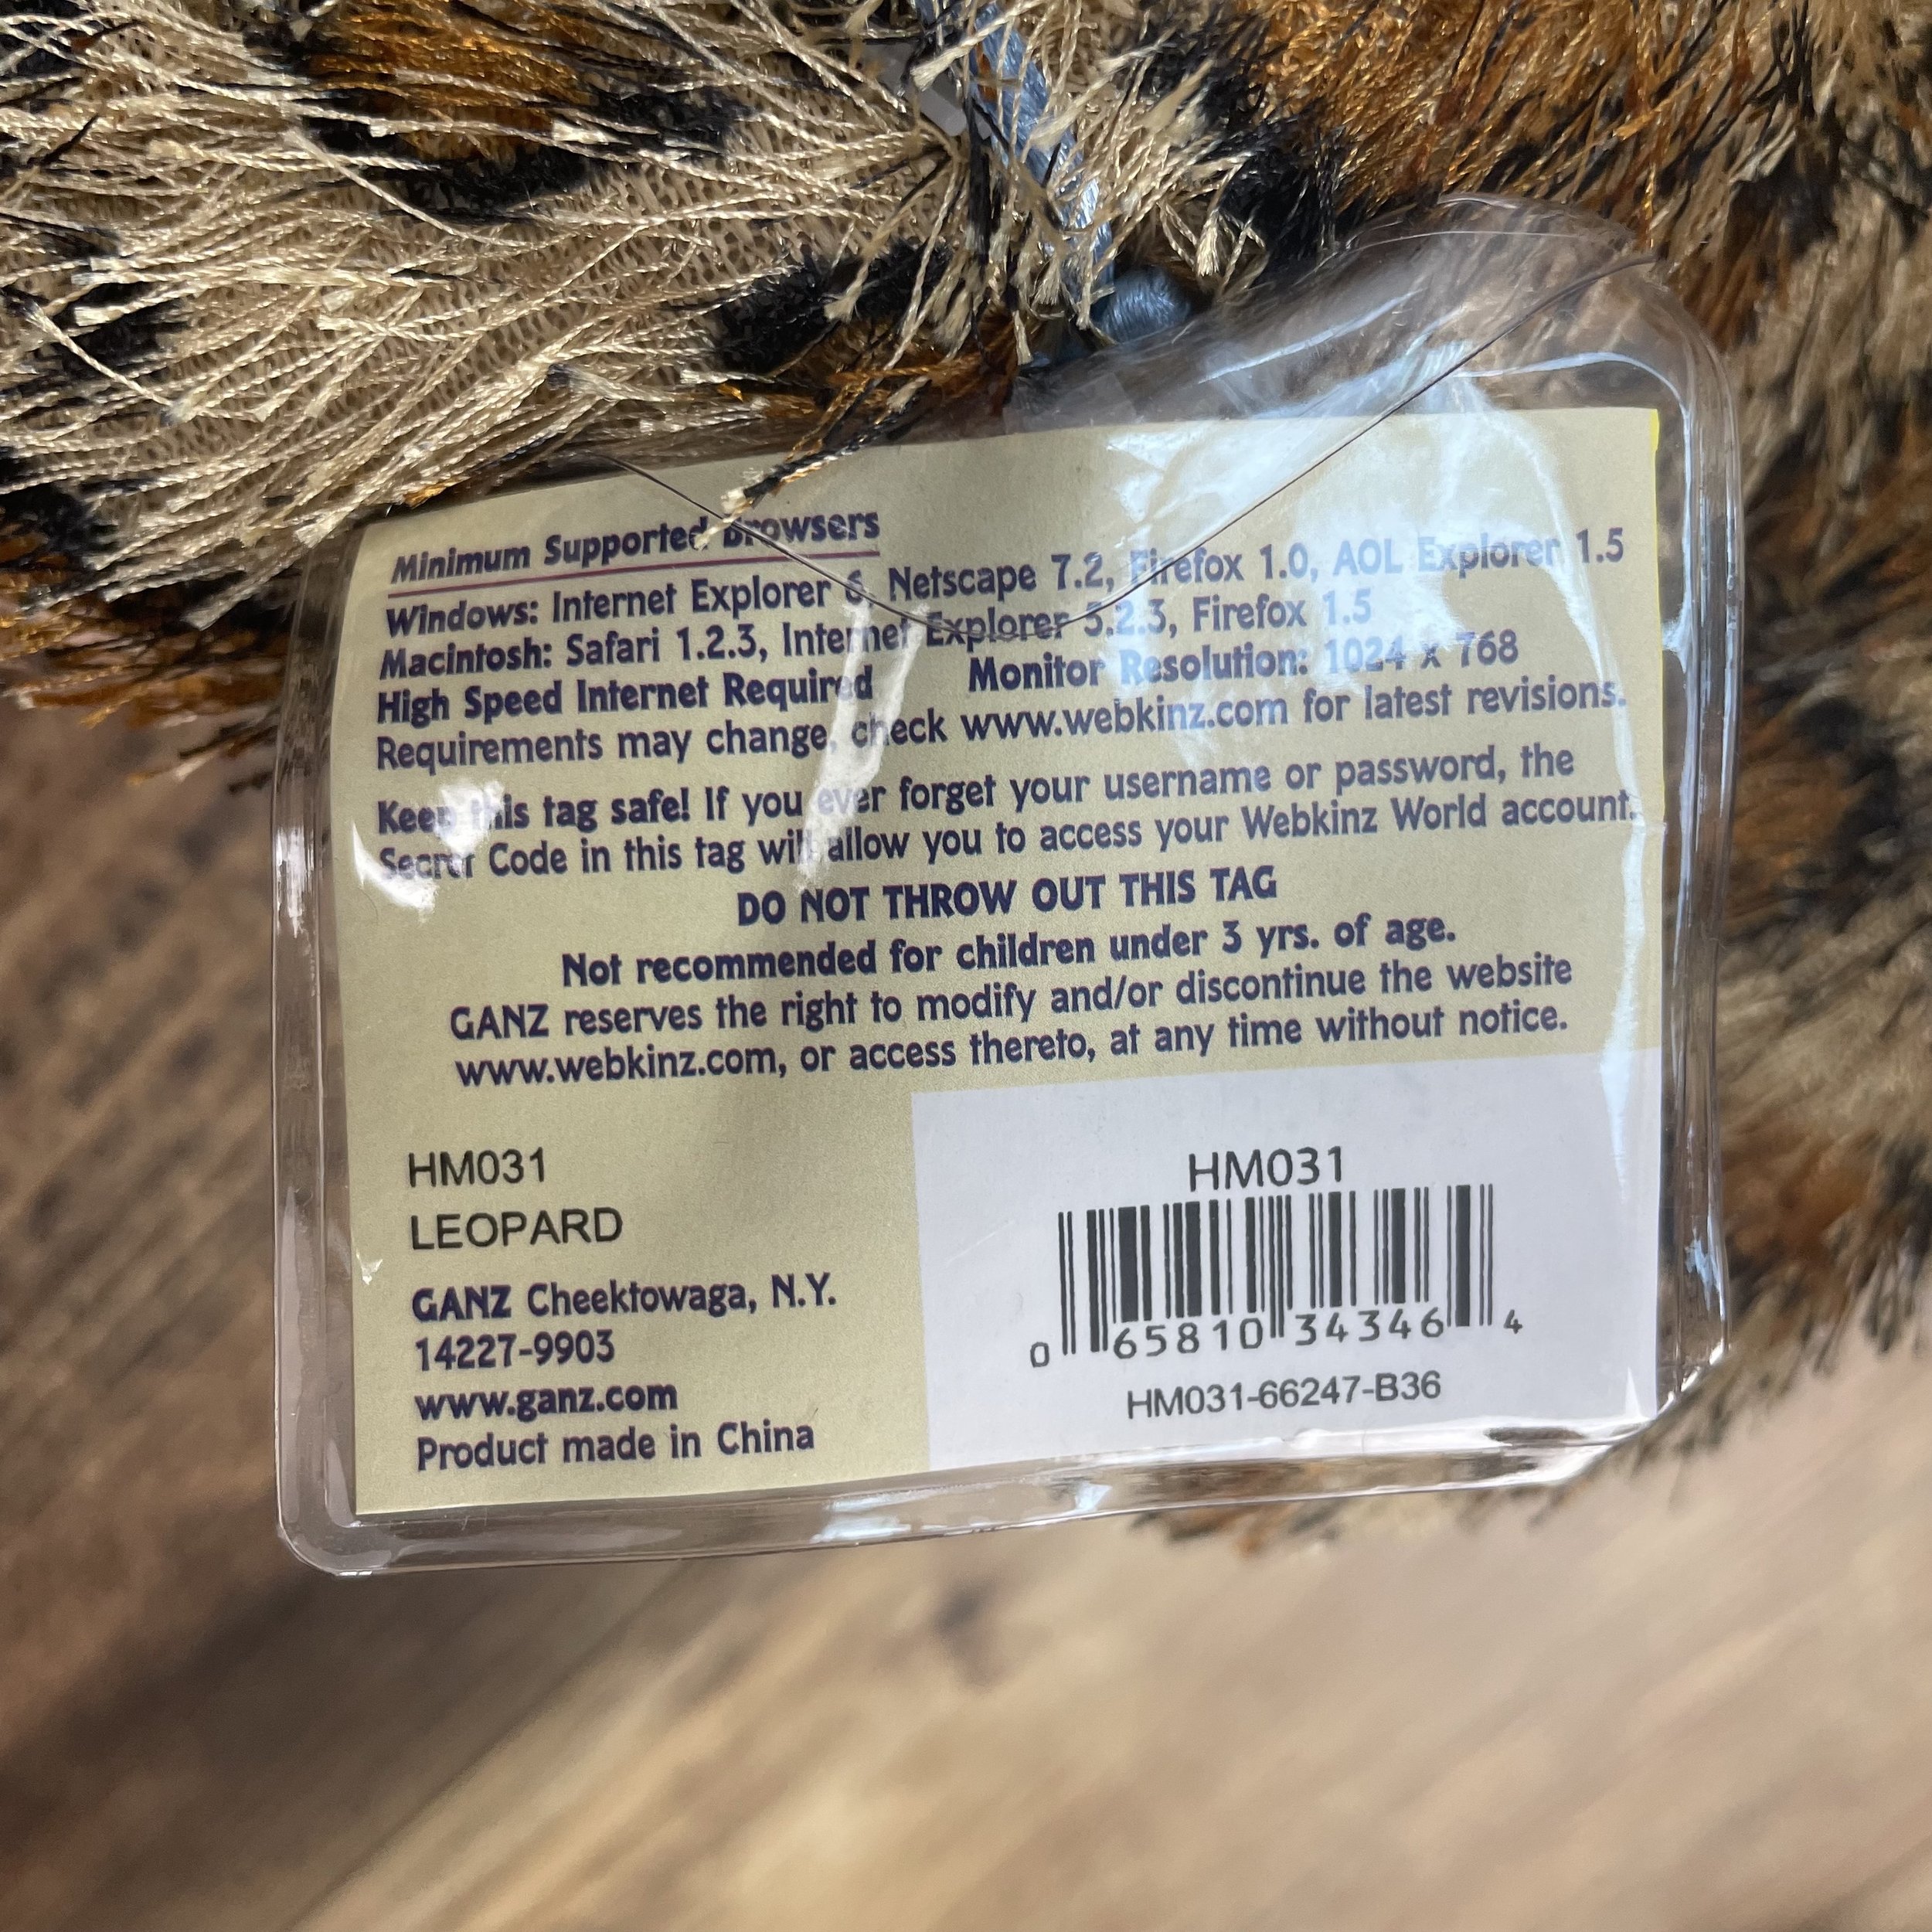 Minimum Supported Browsers
Windows: Internet Explorer 6, Netscape 7.2, Firefox 1.0, AOL Explorer 1.5
Macintosh: Safari 1.2.3, Internet Explorer 5.2.3, Firefox 1.5
High Speed Internet Required Monitor Resolution: 1024 x 768
Requirements may change, check www.webkinz.com for latest revisions.
Keep this tag safe! If you ever forget your username or password, the
Secret Code in this tag will allow you to access your Webkinz World account.
DO NOT THROW OUT THIS TAG
Not recommended for children under 3 yrs. of age.
GANZ reserves the right to modify and/or discontinue the website
www.webkinz.com, or access thereto, at any time without notice.
HM031
LEOPARD
GANZ Cheektowaga, N.Y.
14227-9903
www.ganz.com
Product made in China
HM031
0 65810 34346 4
HM031-66247-B36